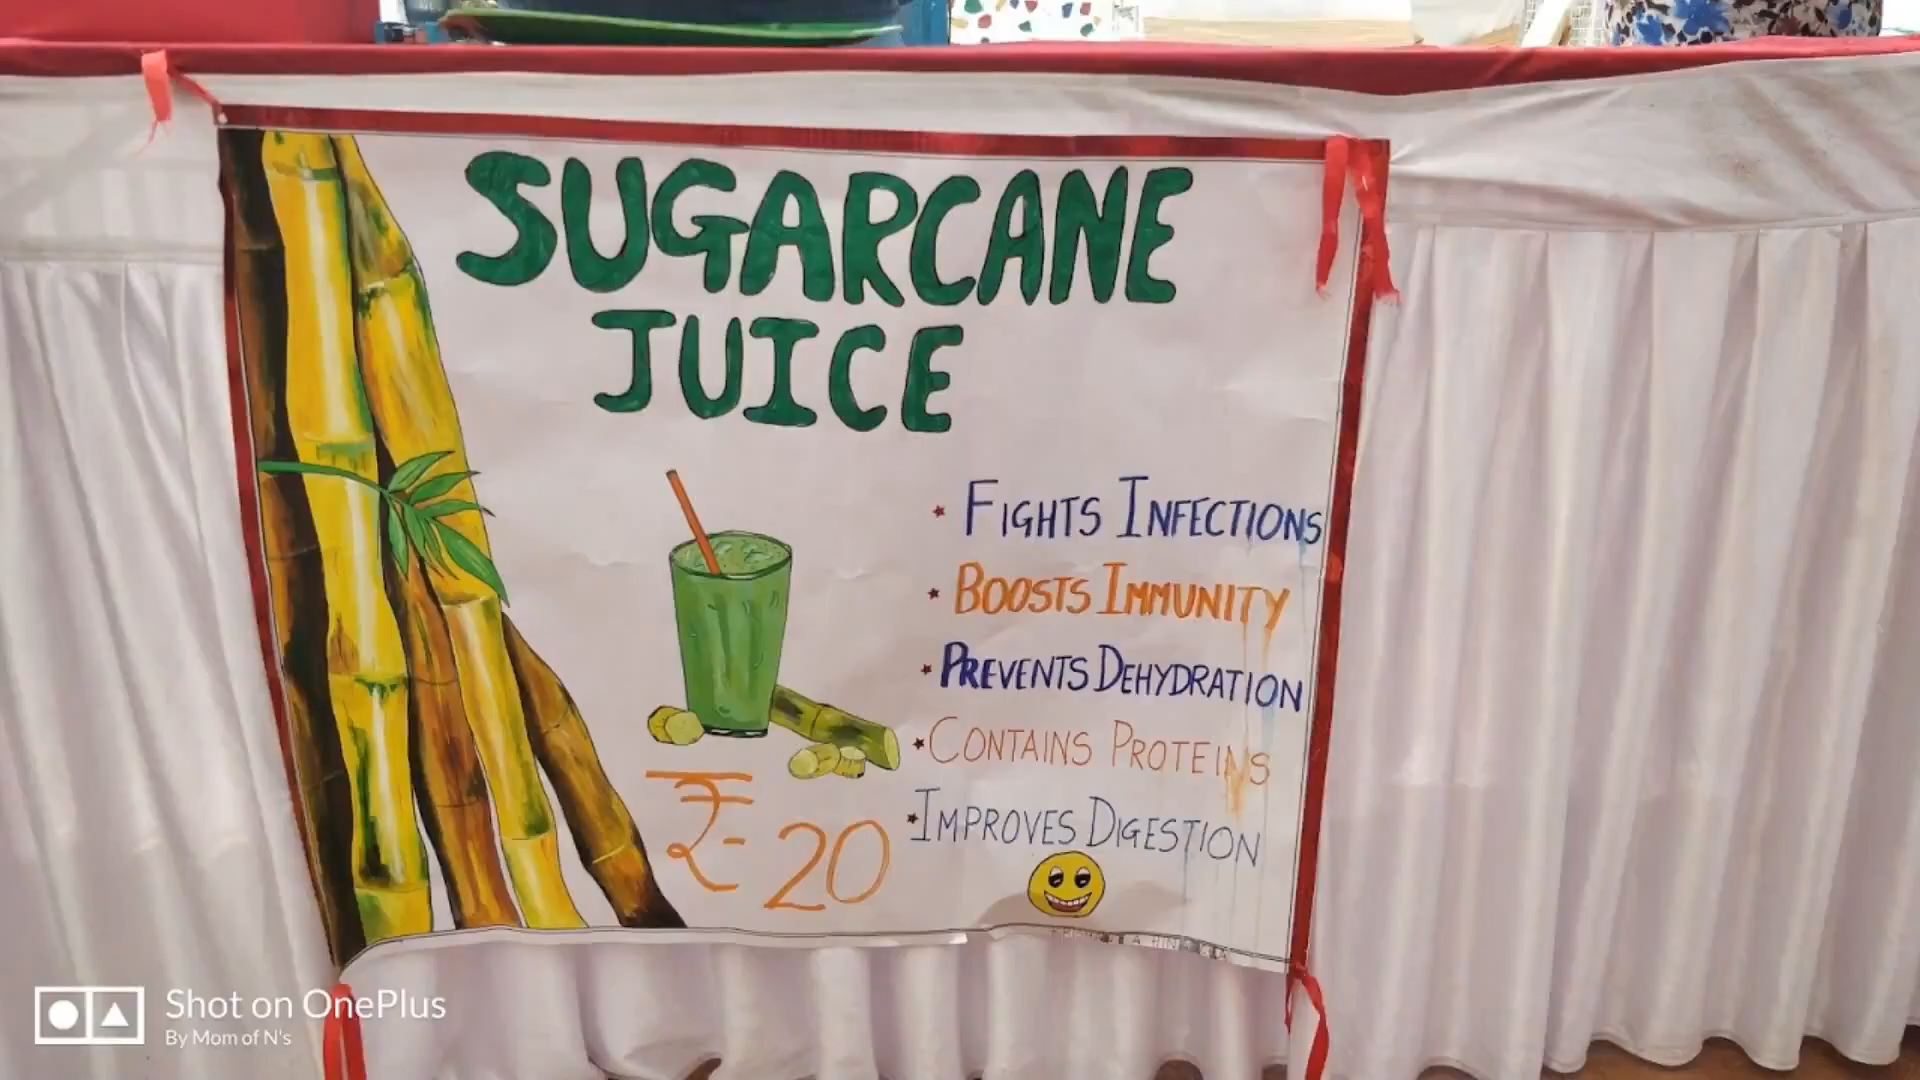 SUGARCANE
JUICE
* FIGHTS INFECTIONS
* BOOSTS IMMUNITY
* PREVENTS DEHYDRATION
* CONTAINS PROTEINS
* IMPROVES DIGESTION
₹- 20
Shot on OnePlus
By Mom of N's